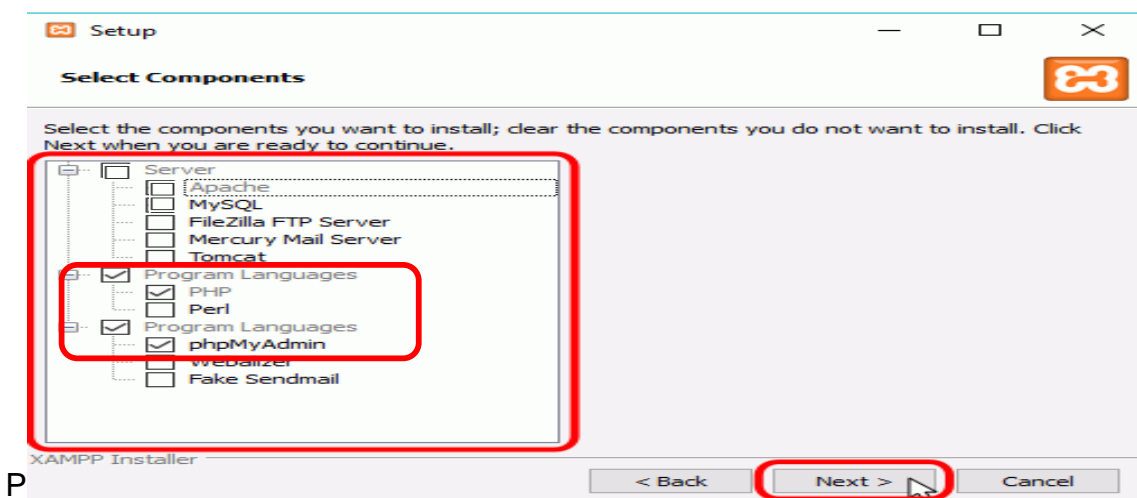 Setup
Select Components
Select the components you want to install; clear the components you do not want to install. Click
Next when you are ready to continue.
Server
Apache
MySQL
FileZilla FTP Server
Mercury Mail Server
Tomcat
Program Languages
PHP
Perl
Program Languages
phpMyAdmin
Webalizer
Fake Sendmail
XAMPP Installer
P
< Back Next > Cancel